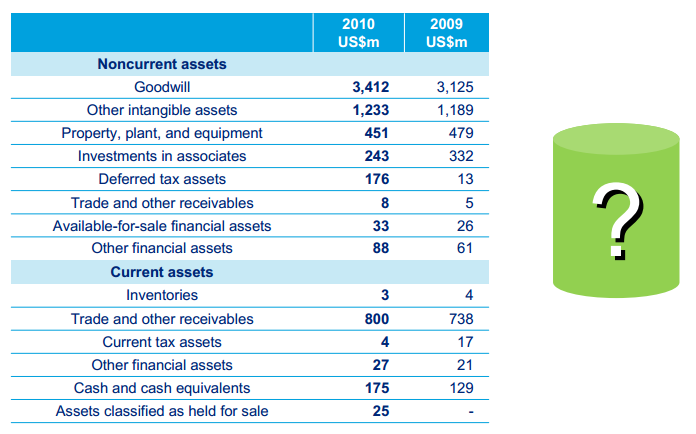 2010 2009
US$m US$m
Noncurrent assets
Goodwill 3,412 3,125
Other intangible assets 1,233 1,189
Property, plant, and equipment 451 479
Investments in associates 243 332
Deferred tax assets 176 13
Trade and other receivables 8 5
Available-for-sale financial assets 33 26
Other financial assets 88 61
Current assets
Inventories 3 4
Trade and other receivables 800 738
Current tax assets 4 17
Other financial assets 27 21
Cash and cash equivalents 175 129
Assets classified as held for sale 25 -
?